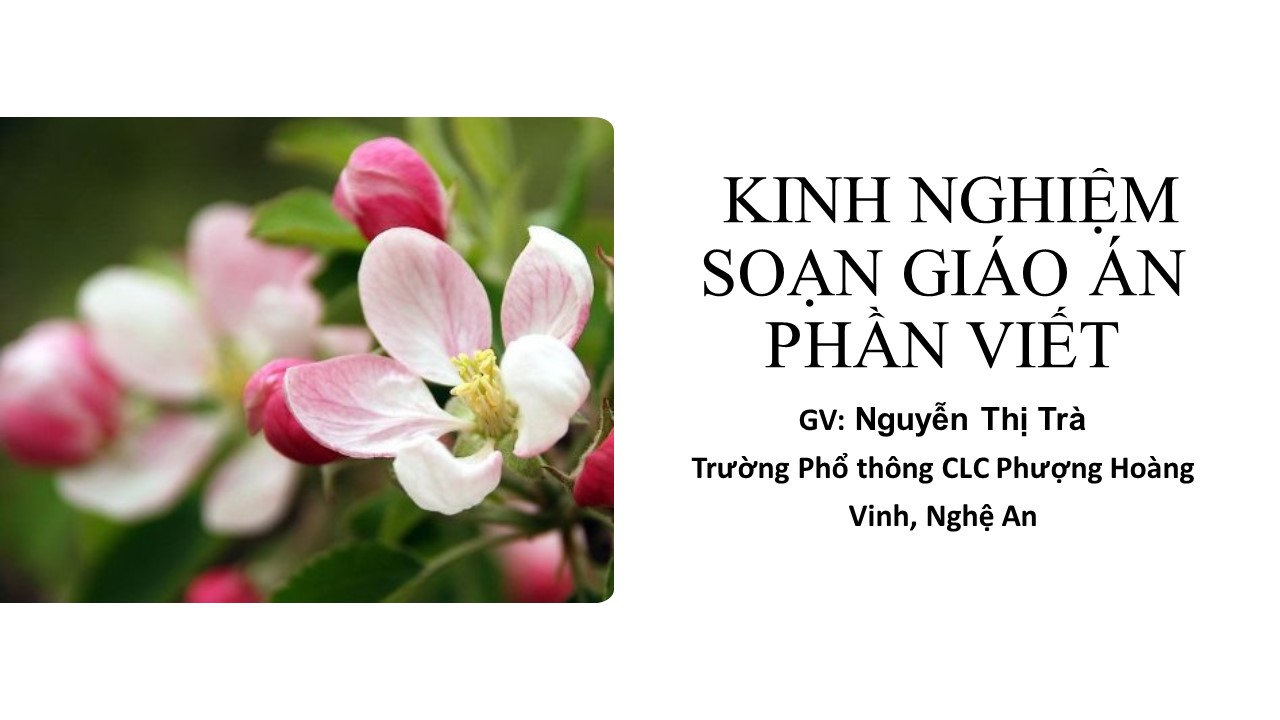 KINH NGHIỆM
SOẠN GIÁO ÁN
PHẦN VIẾT
GV: Nguyễn Thị Trà
Trường Phổ thông CLC Phượng Hoàng
Vinh, Nghệ An